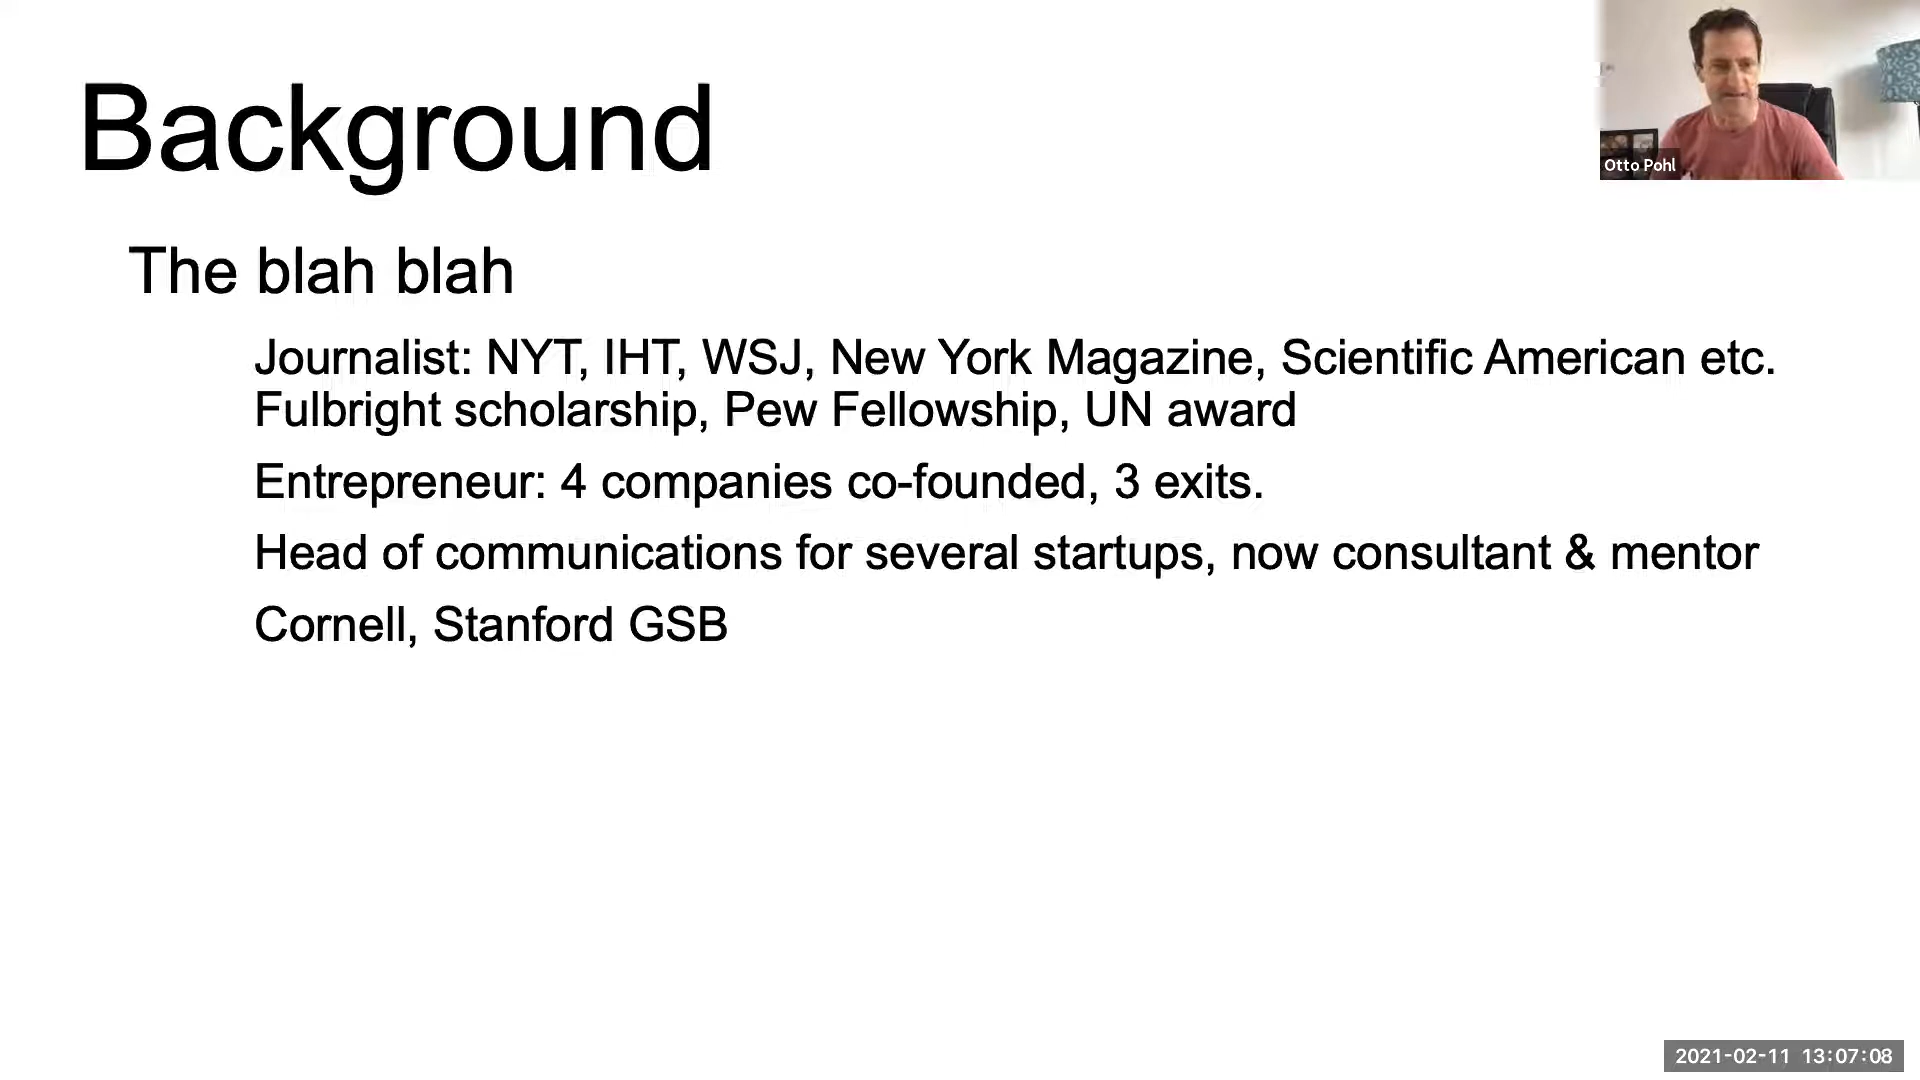 Background
Otto Pohl
The blah blah
Journalist: NYT, IHT, WSJ, New York Magazine, Scientific American etc.
Fulbright scholarship, Pew Fellowship, UN award
Entrepreneur: 4 companies co-founded, 3 exits.
Head of communications for several startups, now consultant & mentor
Cornell, Stanford GSB
2021-02-11 13:07:08